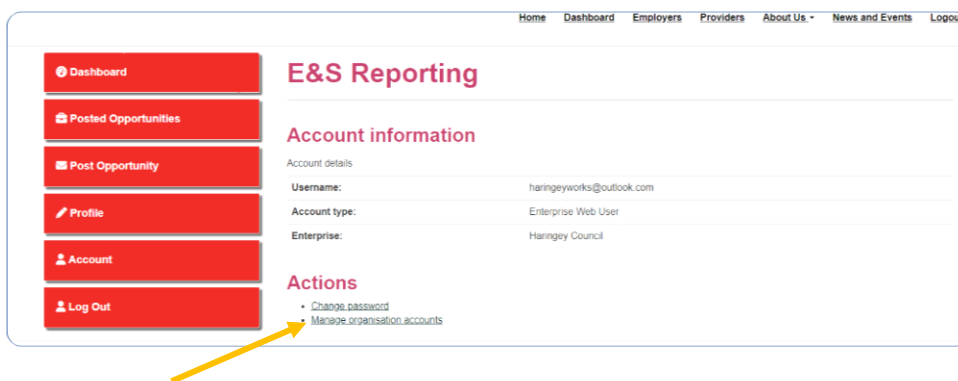 Home Dashboard Employers Providers About Us News and Events Logou
Dashboard
Posted Opportunities
Post Opportunity
Profile
Account
Log Out
E&S Reporting
Account information
Account details
Username: haringeyworks@outlook.com
Account type: Enterprise Web User
Enterprise: Haringey Council
Actions
Change password
Manage organisation accounts